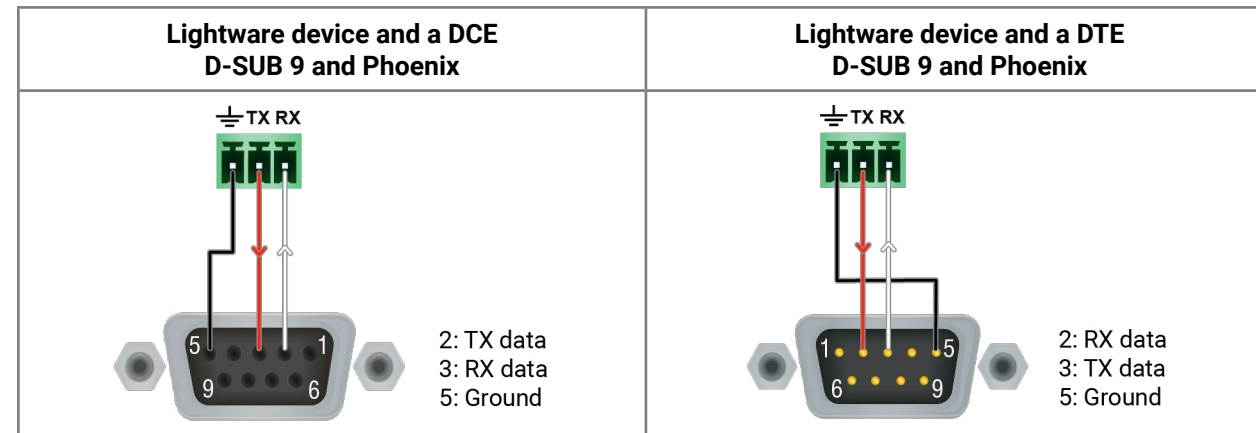 Lightware device and a DCE
D-SUB 9 and Phoenix
Lightware device and a DTE
D-SUB 9 and Phoenix
TX RX
5 1
9 6
2: TX data
3: RX data
5: Ground
TX RX
1 5
6 9
2: RX data
3: TX data
5: Ground